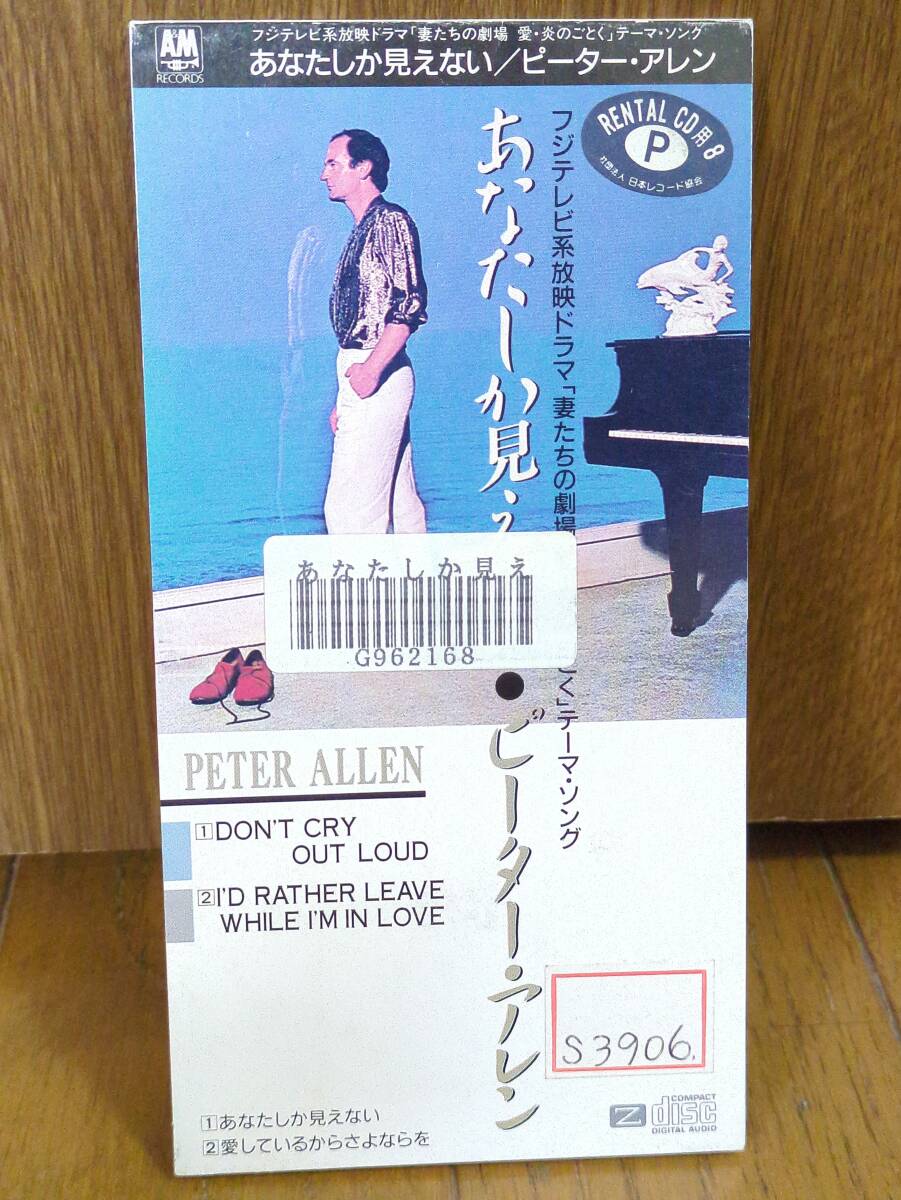 A&M
RECORDS
フジテレビ系放映ドラマ「妻たちの劇場 愛・炎のごとく」テーマ・ソング
あなたしか見えない／ピーター・アレン
RENTAL CD用 8
P
社団法人 日本レコード協会
フジテレビ系放映ドラマ「妻たちの劇場
ごとく」テーマ・ソング
あなたしか見え
●ピーター・アレン
あなたしか見え
G962168
PETER ALLEN
1 DON'T CRY
OUT LOUD
2 I'D RATHER LEAVE
WHILE I'M IN LOVE
S3906.
1 あなたしか見えない
2 愛しているからさよならを
Z
COMPACT
disc
DIGITAL AUDIO